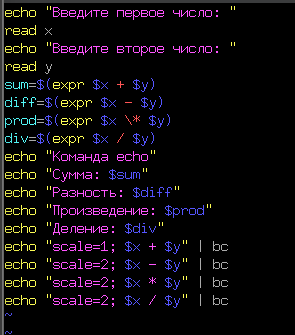 echo "Введите первое число: "
read x
echo "Введите второе число: "
read y
sum=$(expr $x + $y)
diff=$(expr $x - $y)
prod=$(expr $x \* $y)
div=$(expr $x / $y)
echo "Команда echo"
echo "Сумма: $sum"
echo "Разность: $diff"
echo "Произведение: $prod"
echo "Деление: $div"
echo "scale=1; $x + $y" | bc
echo "scale=2; $x - $y" | bc
echo "scale=2; $x * $y" | bc
echo "scale=2; $x / $y" | bc
~
~